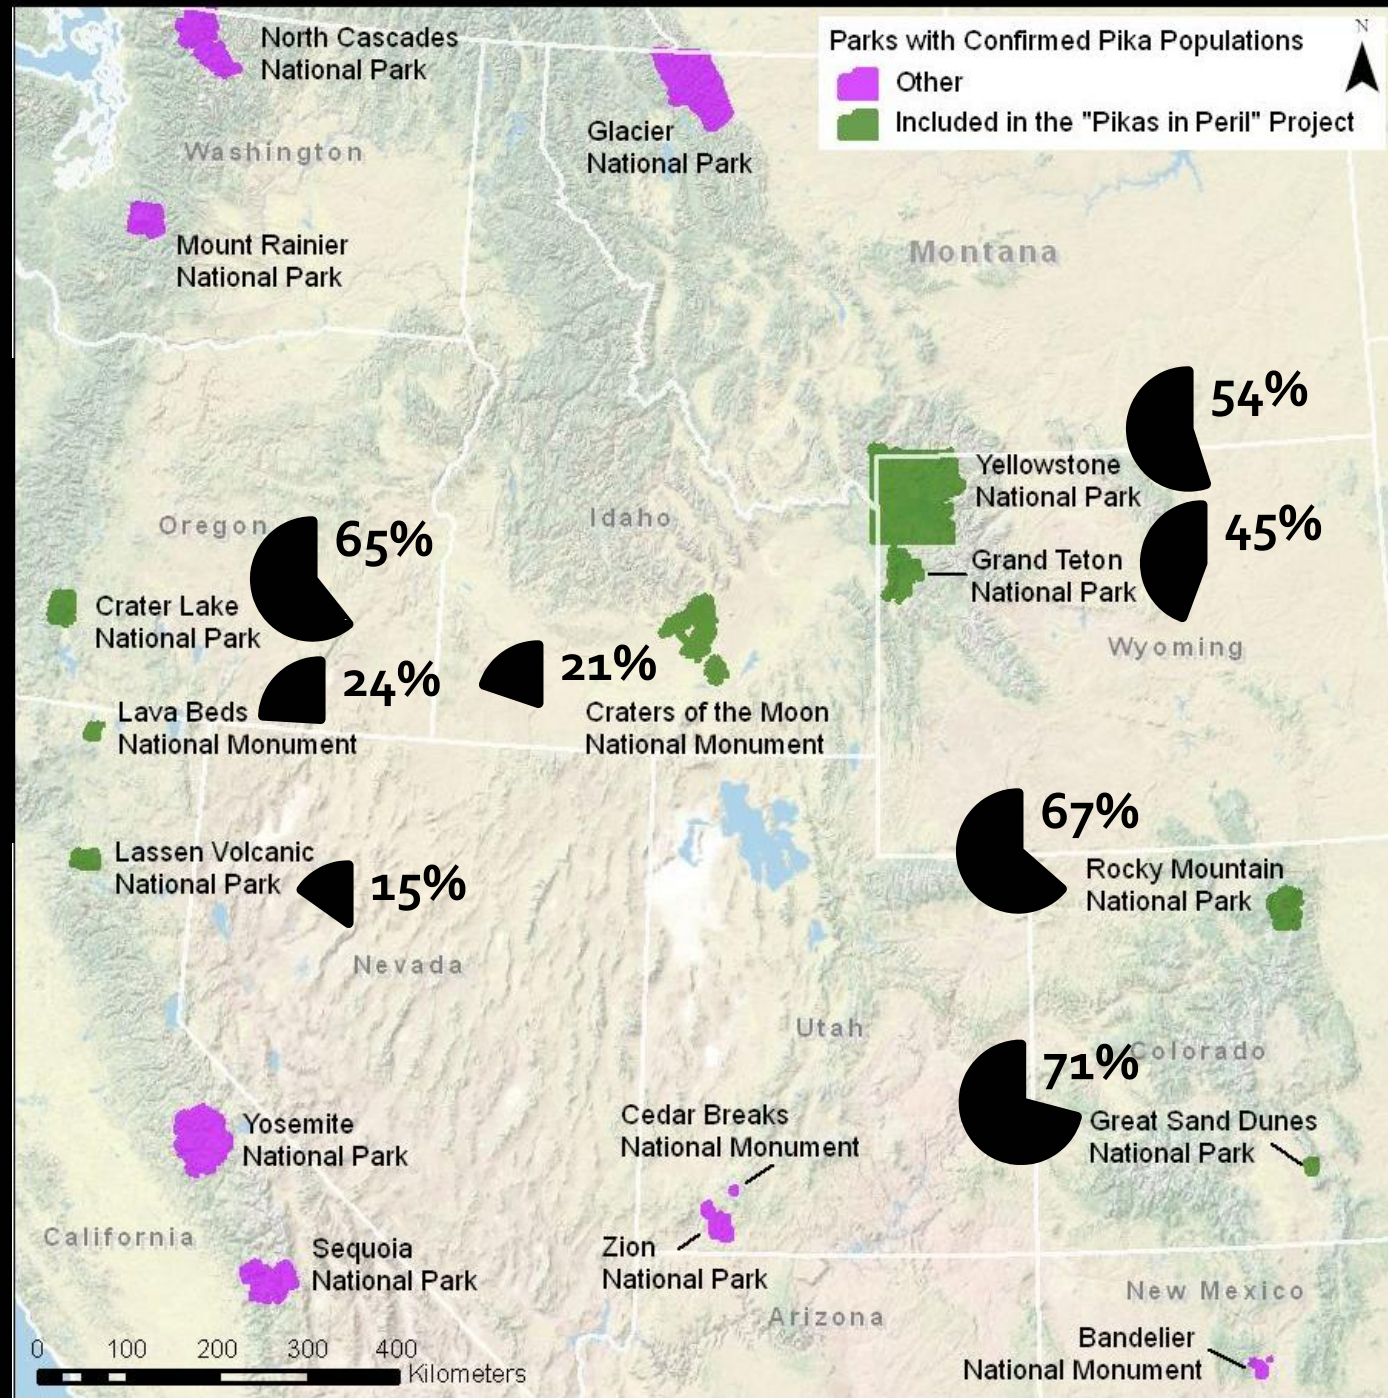 North Cascades
National Park
Glacier
National Park
Parks with Confirmed Pika Populations
Other
Included in the "Pikas in Peril" Project
N
Washington
Mount Rainier
National Park
Montana
54%
Yellowstone
National Park
45%
Grand Teton
National Park
Wyoming
Oregon
65%
Idaho
Crater Lake
National Park
24%
21%
Lava Beds
National Monument
Craters of the Moon
National Monument
67%
Rocky Mountain
National Park
Lassen Volcanic
National Park
15%
Nevada
Utah
Colorado
71%
Great Sand Dunes
National Park
Yosemite
National Park
Cedar Breaks
National Monument
California
Sequoia
National Park
Zion
National Park
Arizona
New Mexico
Bandelier
National Monument
0 100 200 300 400
Kilometers